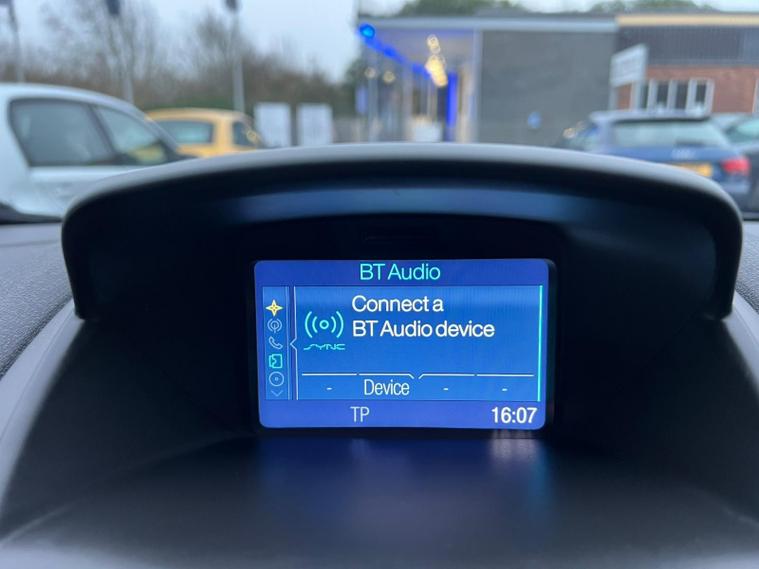 BT Audio
Connect a
BT Audio device
SYNC
- Device - -
TP 16:07